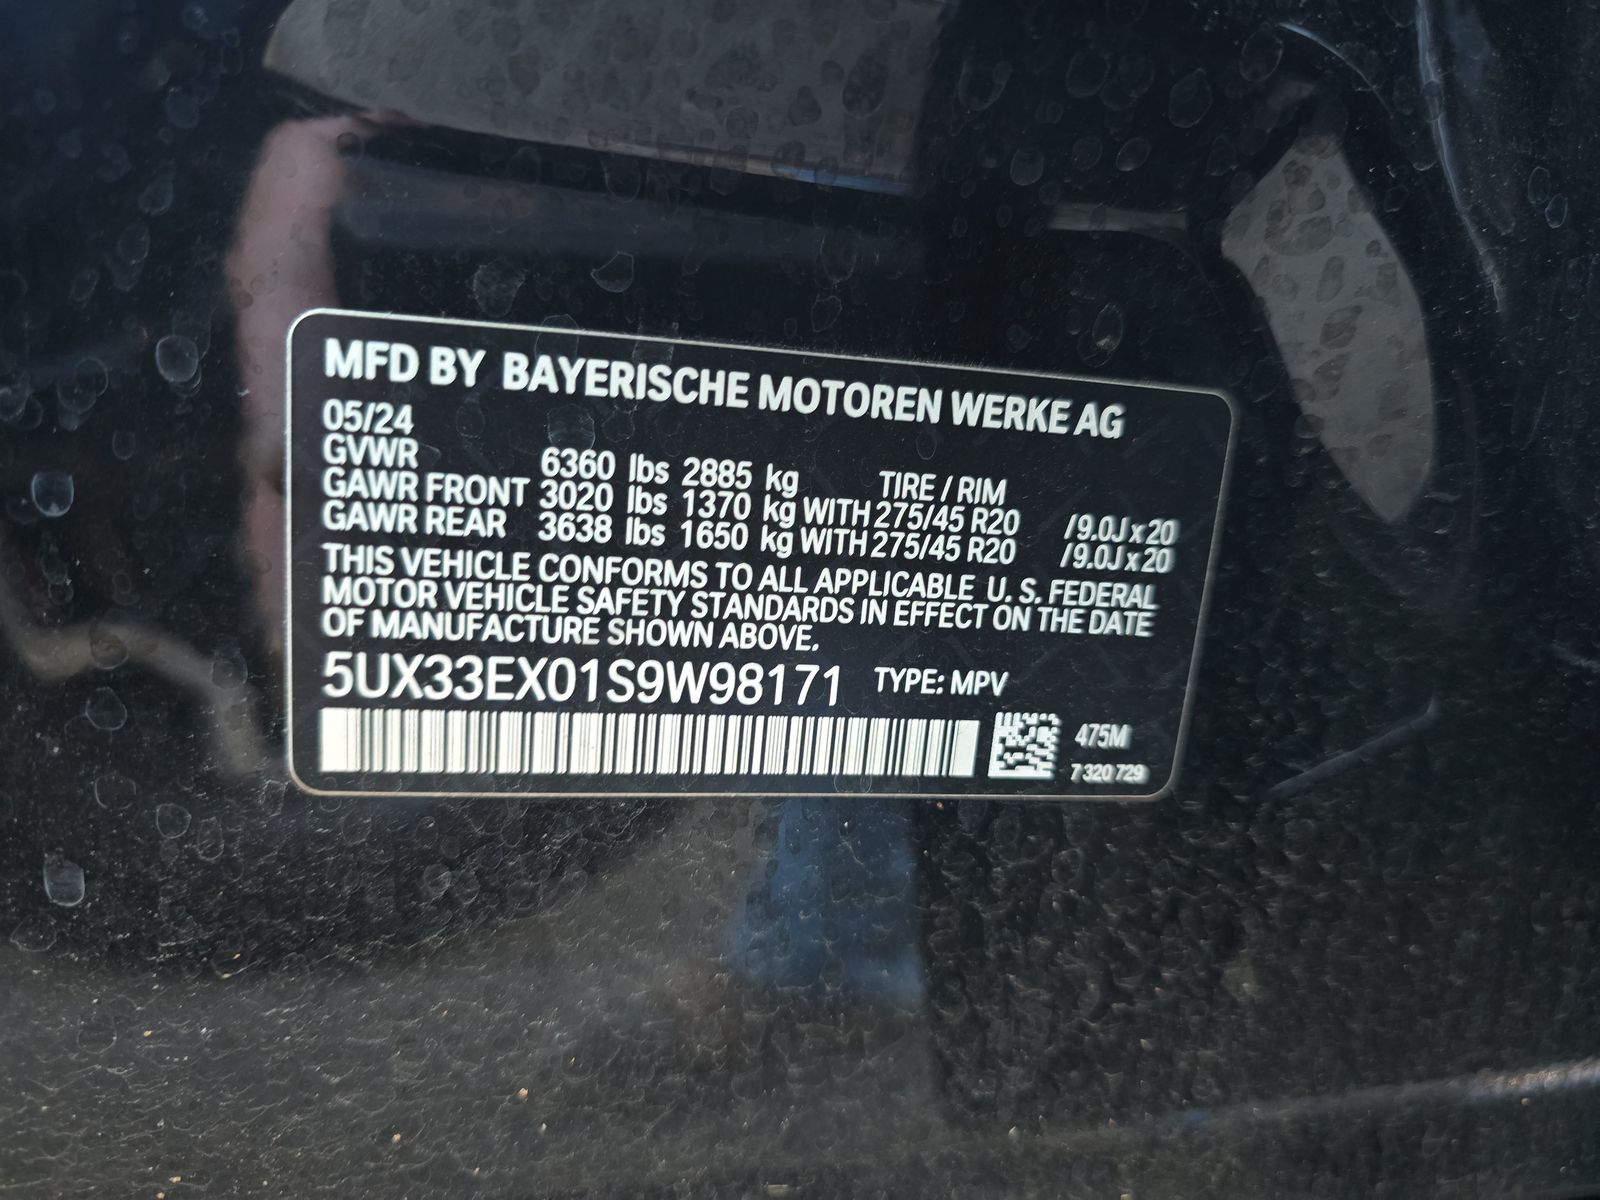 MFD BY BAYERISCHE MOTOREN WERKE AG
05/24
GVWR 6360 lbs 2885 kg TIRE / RIM
GAWR FRONT 3020 lbs 1370 kg WITH 275/45 R20 /9.0J x 20
GAWR REAR 3638 lbs 1650 kg WITH 275/45 R20 /9.0J x 20
THIS VEHICLE CONFORMS TO ALL APPLICABLE U. S. FEDERAL
MOTOR VEHICLE SAFETY STANDARDS IN EFFECT ON THE DATE
OF MANUFACTURE SHOWN ABOVE.
5UX33EX01S9W98171 TYPE: MPV
475M
7 320 729